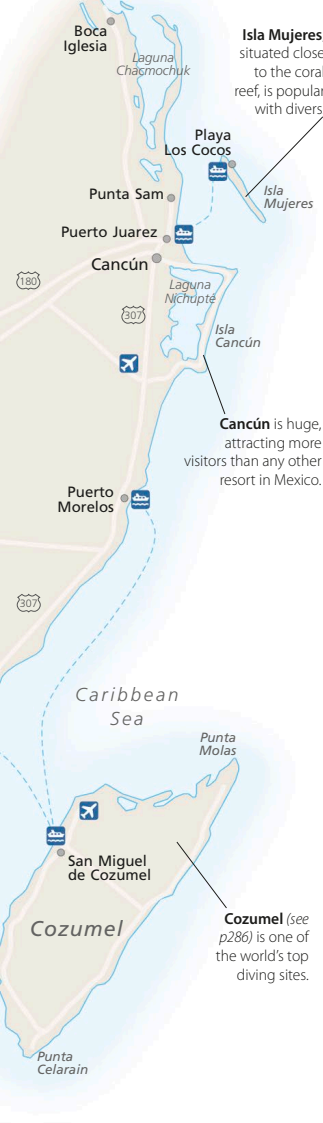 Boca
Iglesia
Laguna
Chacmochuk
Isla Mujeres,
situated close
to the coral
reef, is popular
with divers
Playa
Los Cocos
Isla
Mujeres
Punta Sam
Puerto Juarez
Cancún
180
Laguna
Nichupté
307
Isla
Cancún
Cancún is huge,
attracting more
visitors than any other
resort in Mexico.
Puerto
Morelos
307
Caribbean
Sea
Punta
Molas
San Miguel
de Cozumel
Cozumel
Cozumel (see
p286) is one of
the world's top
diving sites.
Punta
Celarain